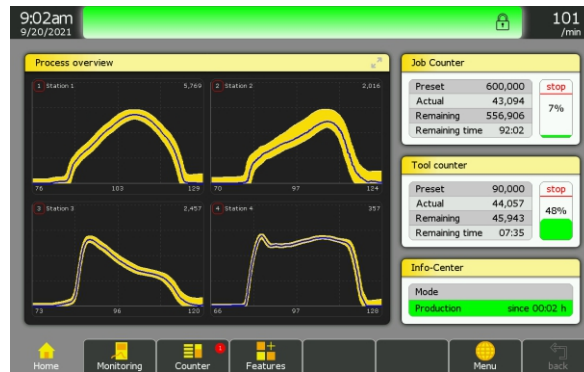 9:02am
9/20/2021
101
/min
Process overview
1 Station 1 5,769
2 Station 2 2,016
76 103 129
70 97 124
3 Station 3 2,457
4 Station 4 357
73 96 120
66 97 128
Job Counter
Preset 600,000
Actual 43,094
Remaining 556,906
Remaining time 92:02
stop
7%
Tool counter
Preset 90,000
Actual 44,057
Remaining 45,943
Remaining time 07:35
stop
48%
Info-Center
Mode
Production since 00:02 h
Home
Monitoring
Counter
1
Features
Menu
back